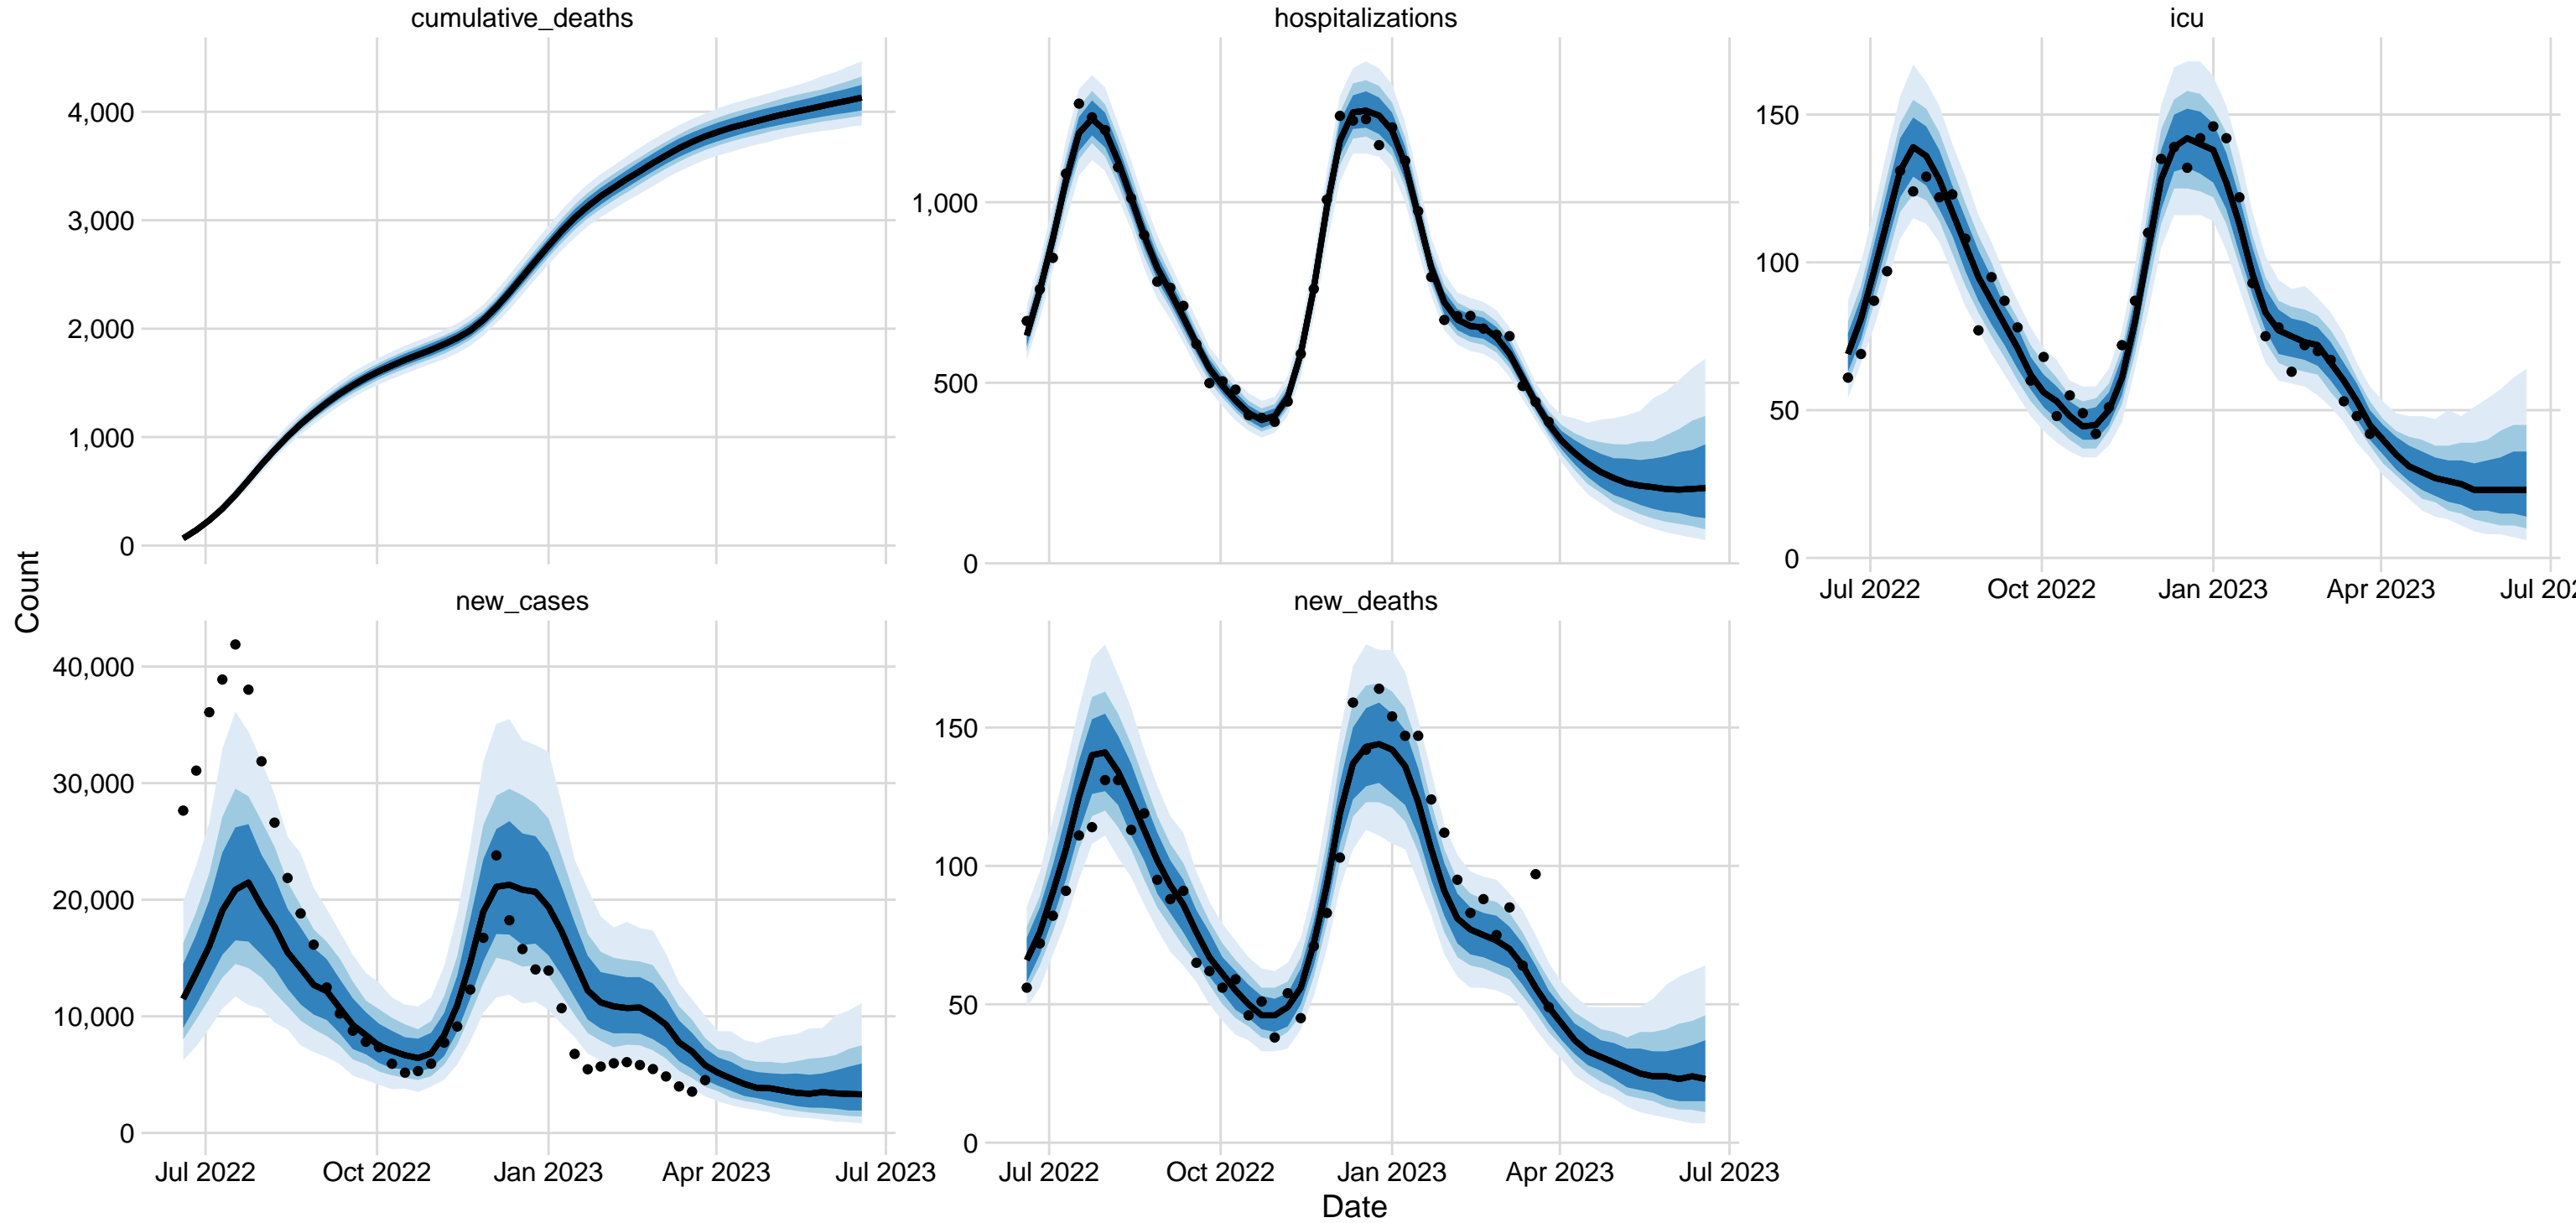 cumulative_deaths
hospitalizations
icu
4,000
3,000
2,000
1,000
0
1,000
500
0
150
100
50
0
Jul 2022 Oct 2022 Jan 2023 Apr 2023 Jul 202
Count
new_cases
new_deaths
40,000
30,000
20,000
10,000
0
150
100
50
0
Jul 2022 Oct 2022 Jan 2023 Apr 2023 Jul 2023
Jul 2022 Oct 2022 Jan 2023 Apr 2023 Jul 2023
Date